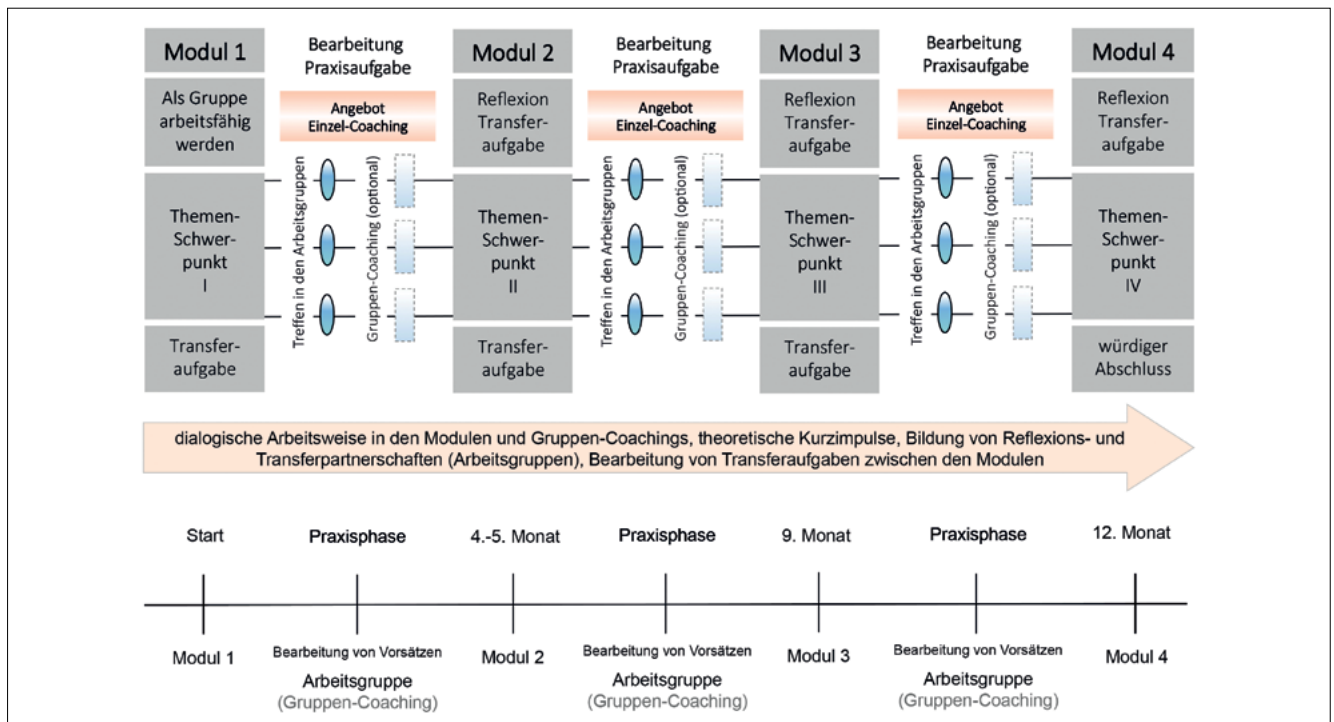 Modul 1
Als Gruppe
arbeitsfähig
werden
Themen-
Schwer-
punkt
I
Transfer-
aufgabe
Bearbeitung
Praxisaufgabe
Angebot
Einzel-Coaching
Treffen in den Arbeitsgruppen
Gruppen-Coaching (optional)
Modul 2
Reflexion
Transfer-
aufgabe
Themen-
Schwer-
punkt
II
Transfer-
aufgabe
Bearbeitung
Praxisaufgabe
Angebot
Einzel-Coaching
Treffen in den Arbeitsgruppen
Gruppen-Coaching (optional)
Modul 3
Reflexion
Transfer-
aufgabe
Themen-
Schwer-
punkt
III
Transfer-
aufgabe
Bearbeitung
Praxisaufgabe
Angebot
Einzel-Coaching
Treffen in den Arbeitsgruppen
Gruppen-Coaching (optional)
Modul 4
Reflexion
Transfer-
aufgabe
Themen-
Schwer-
punkt
IV
würdiger
Abschluss
dialogische Arbeitsweise in den Modulen und Gruppen-Coachings, theoretische Kurzimpulse, Bildung von Reflexions- und
Transferpartnerschaften (Arbeitsgruppen), Bearbeitung von Transferaufgaben zwischen den Modulen
Start
Praxisphase
4.-5. Monat
Praxisphase
9. Monat
Praxisphase
12. Monat
Modul 1
Bearbeitung von Vorsätzen
Arbeitsgruppe
(Gruppen-Coaching)
Modul 2
Bearbeitung von Vorsätzen
Arbeitsgruppe
(Gruppen-Coaching)
Modul 3
Bearbeitung von Vorsätzen
Arbeitsgruppe
(Gruppen-Coaching)
Modul 4